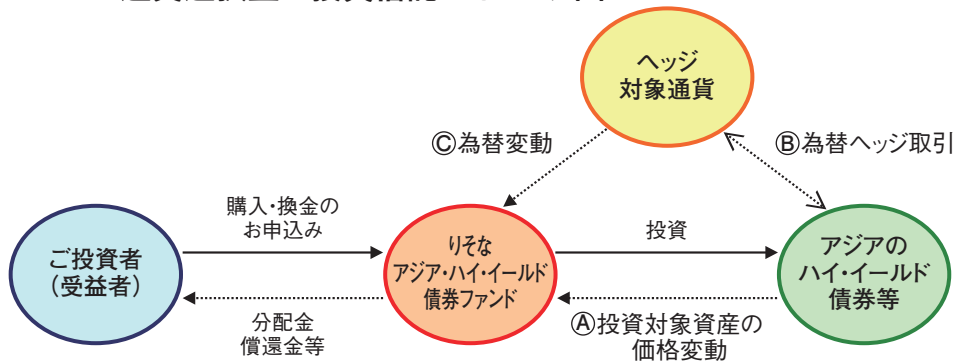 ヘッジ
対象通貨
Ⓒ為替変動
Ⓑ為替ヘッジ取引
購入・換金の
お申込み
ご投資者
（受益者）
りそな
アジア・ハイ・イールド
債券ファンド
投資
アジアの
ハイ・イールド
債券等
分配金
償還金等
Ⓐ投資対象資産の
価格変動